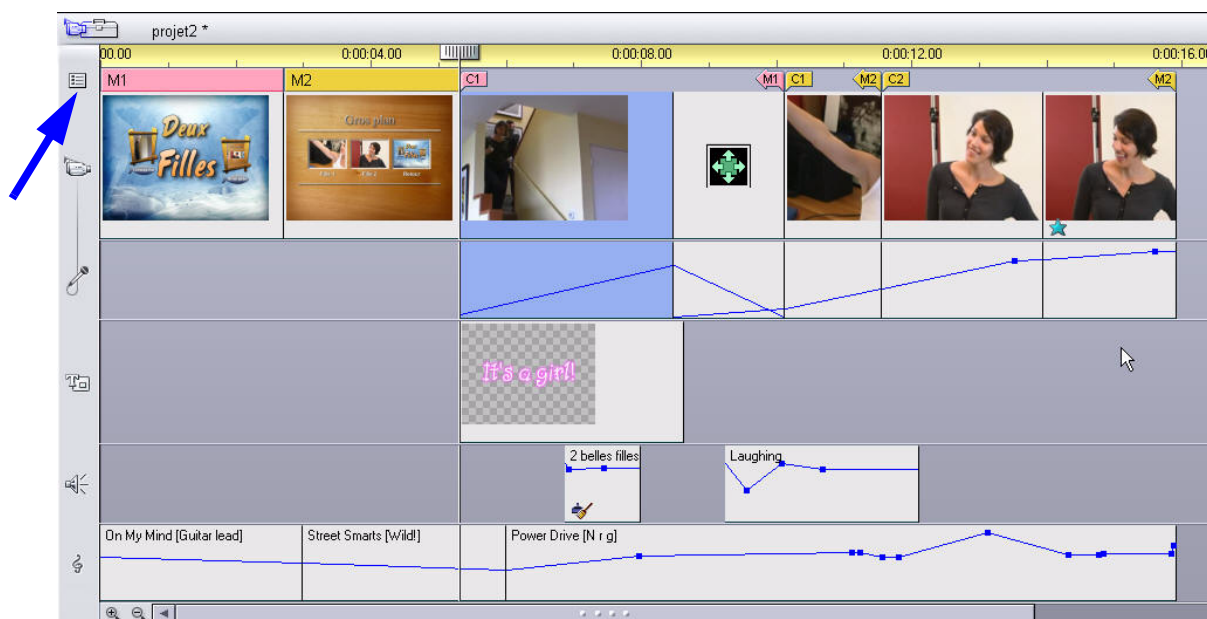 projet2 *
00.00 0:00:04.00 0:00:08.00 0:00:12.00 0:00:16.0
M1 M2 C1 M1 C1 M2 C2 M2
Deux
Filles
Gros plan
Retour
It's a girl!
2 belles filles
Laughing
On My Mind [Guitar lead] Street Smarts [Wild!] Power Drive [N r g]